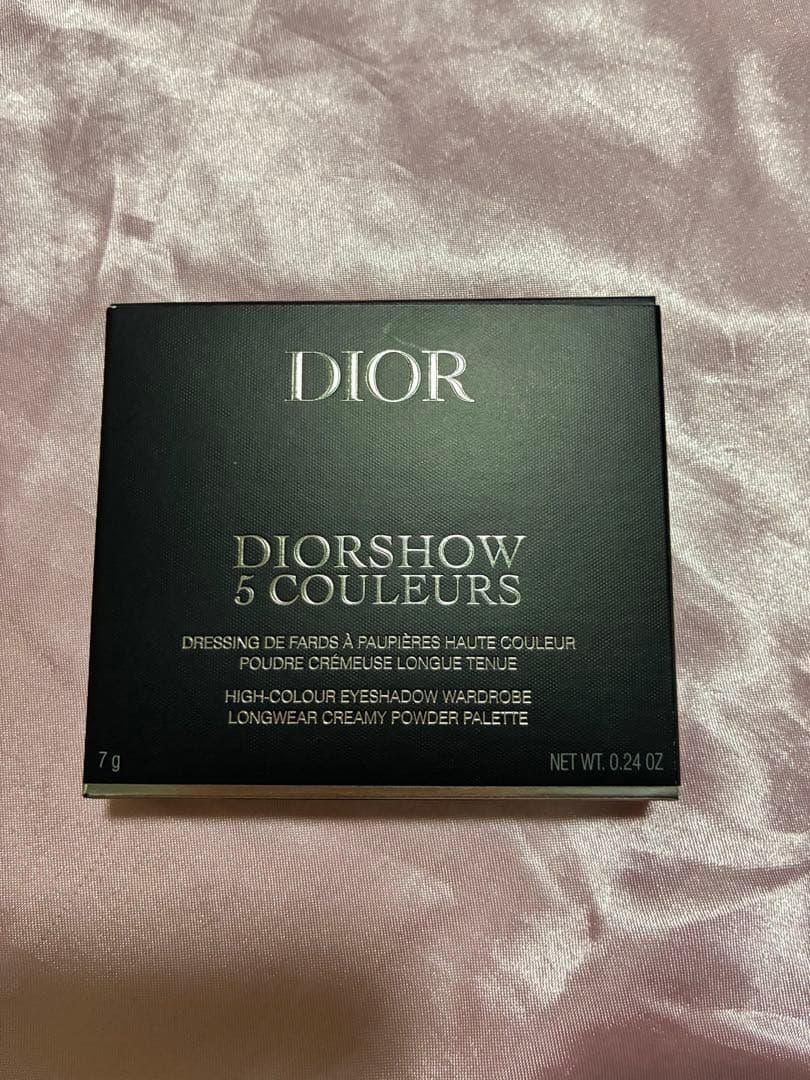 DIOR
DIORSHOW
5 COULEURS
DRESSING DE FARDS À PAUPIÈRES HAUTE COULEUR
POUDRE CRÉMEUSE LONGUE TENUE
HIGH-COLOUR EYESHADOW WARDROBE
LONGWEAR CREAMY POWDER PALETTE
7 g
NET WT. 0.24 OZ